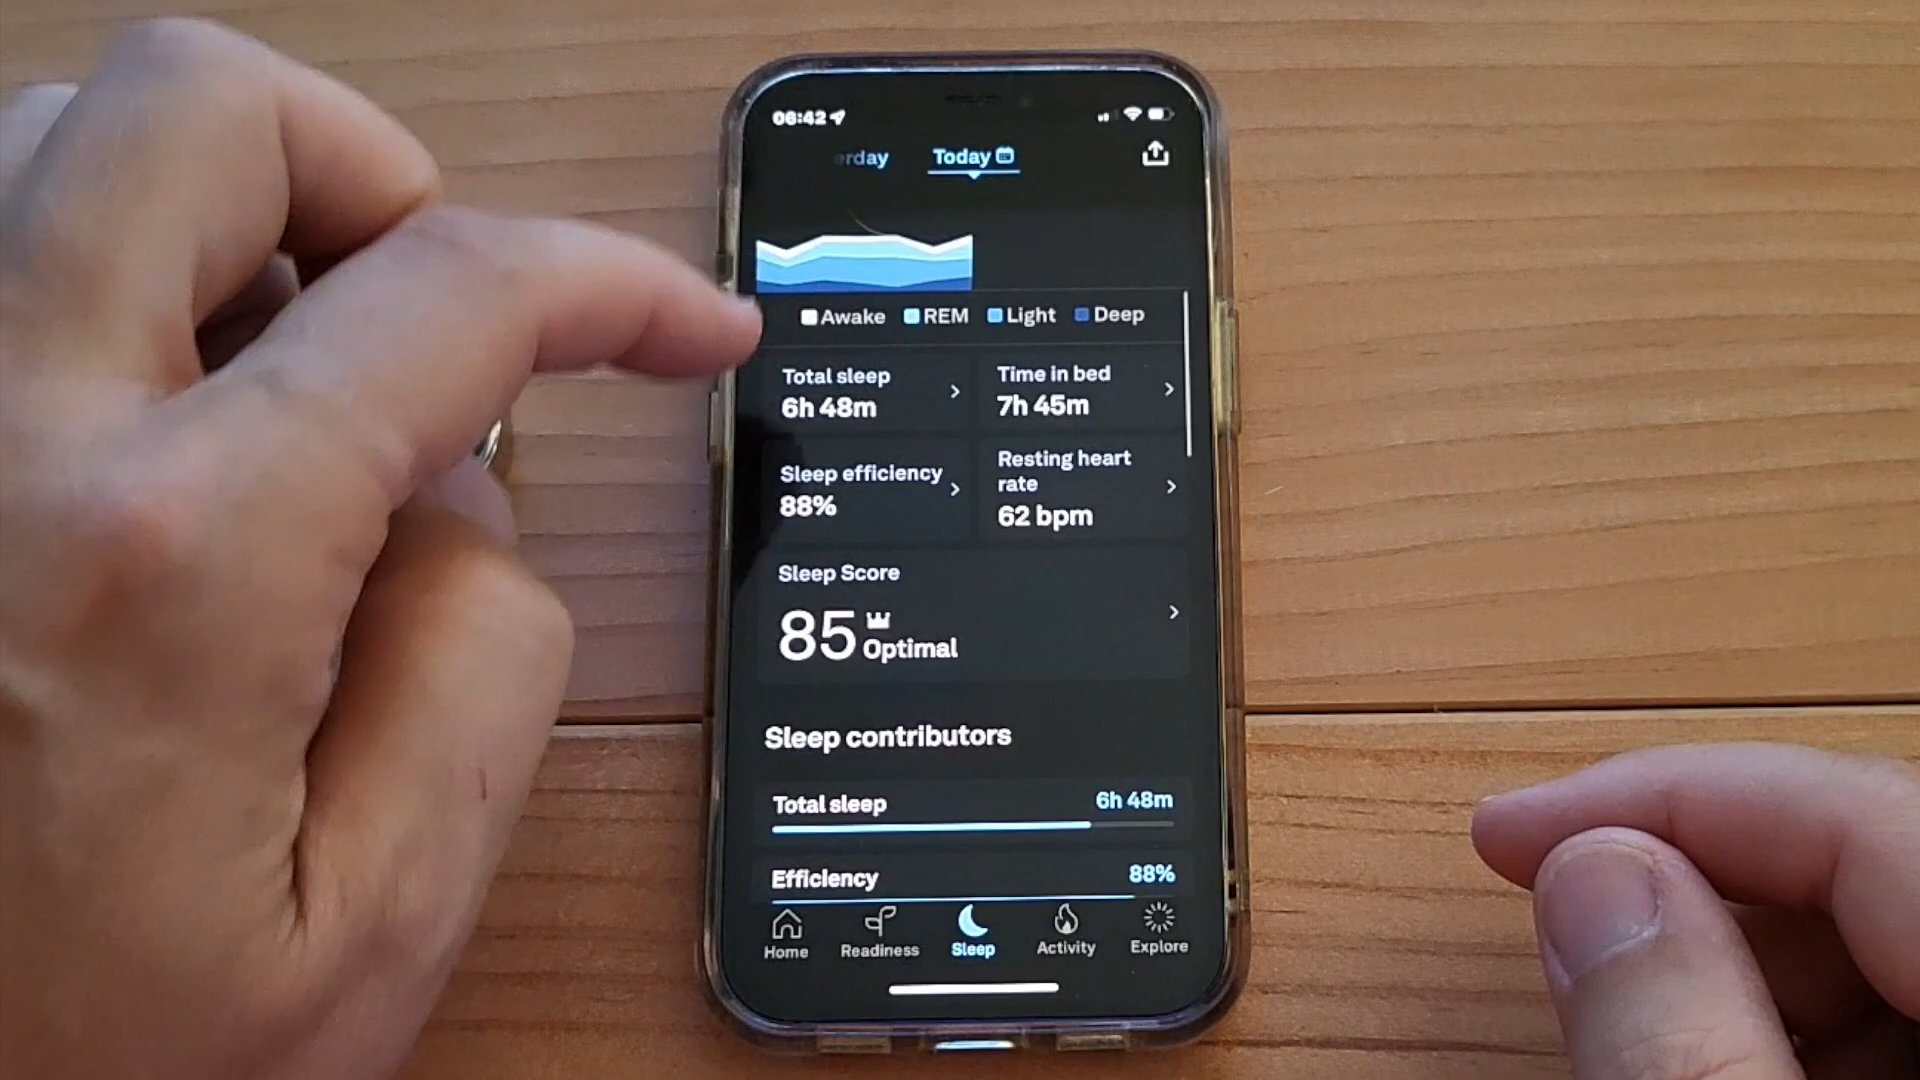 06:42
erday Today
Awake REM Light Deep
Total sleep
6h 48m
Time in bed
7h 45m
Sleep efficiency
88%
Resting heart
rate
62 bpm
Sleep Score
85 Optimal
Sleep contributors
Total sleep 6h 48m
Efficiency 88%
Home Readiness Sleep Activity Explore